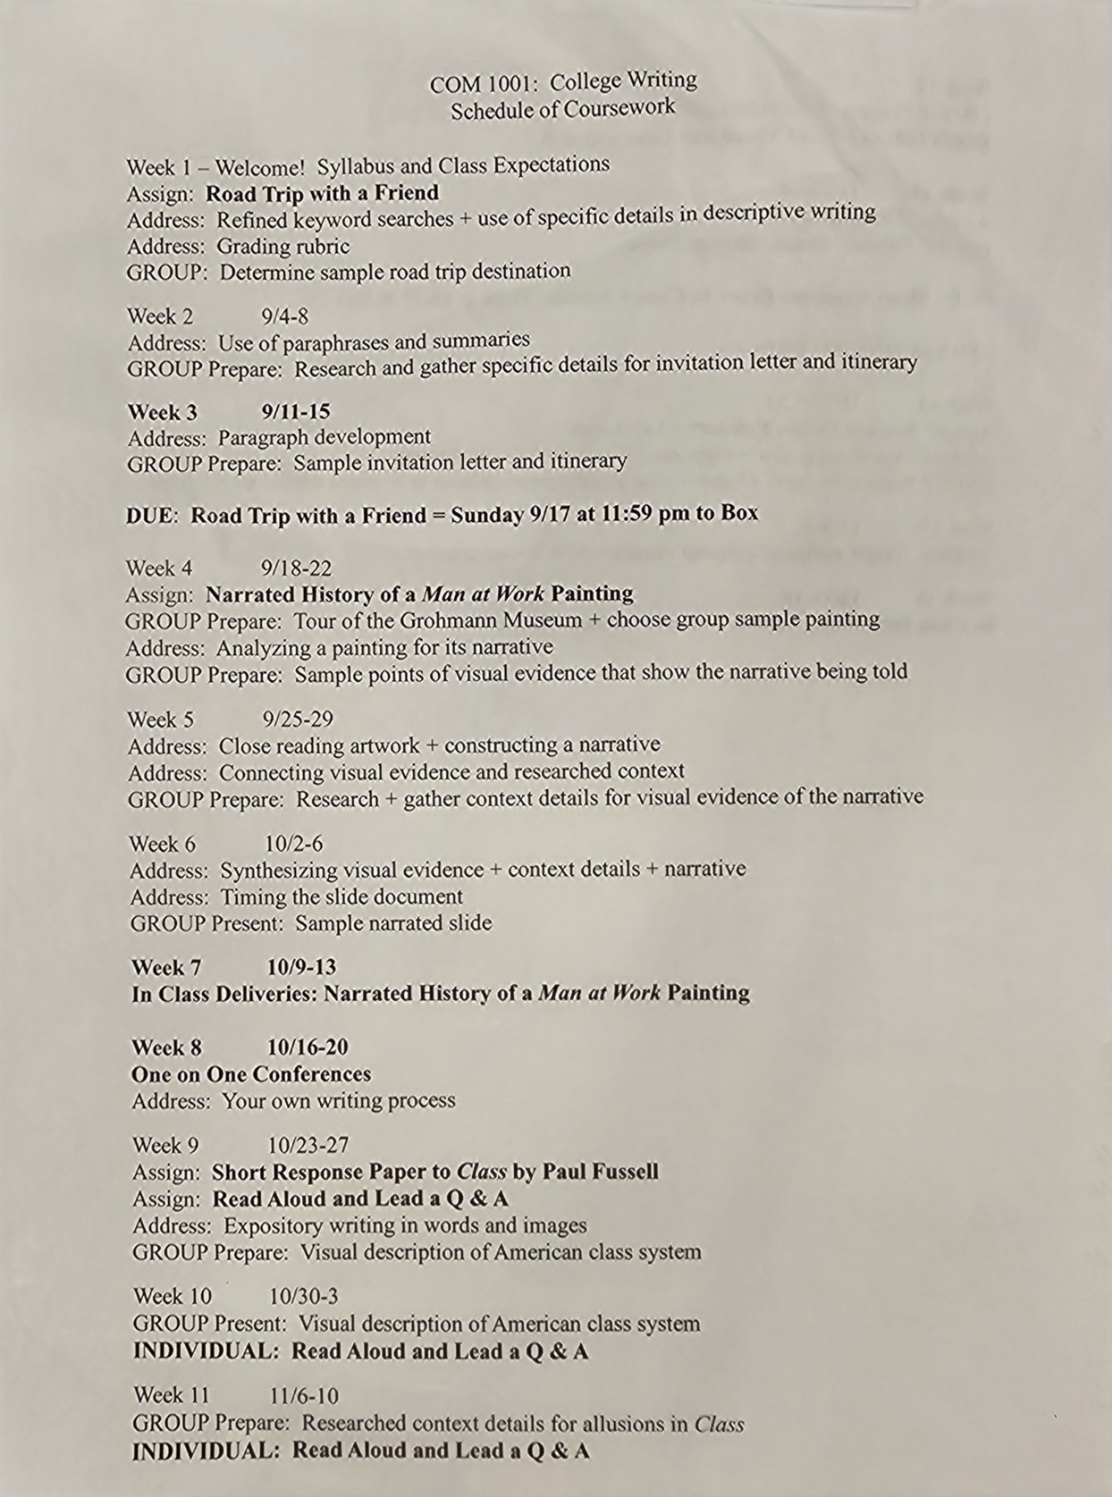 COM 1001: College Writing
Schedule of Coursework
Week 1 – Welcome! Syllabus and Class Expectations
Assign: Road Trip with a Friend
Address: Refined keyword searches + use of specific details in descriptive writing
Address: Grading rubric
GROUP: Determine sample road trip destination
Week 2 9/4-8
Address: Use of paraphrases and summaries
GROUP Prepare: Research and gather specific details for invitation letter and itinerary
Week 3 9/11-15
Address: Paragraph development
GROUP Prepare: Sample invitation letter and itinerary
DUE: Road Trip with a Friend = Sunday 9/17 at 11:59 pm to Box
Week 4 9/18-22
Assign: Narrated History of a Man at Work Painting
GROUP Prepare: Tour of the Grohmann Museum + choose group sample painting
Address: Analyzing a painting for its narrative
GROUP Prepare: Sample points of visual evidence that show the narrative being told
Week 5 9/25-29
Address: Close reading artwork + constructing a narrative
Address: Connecting visual evidence and researched context
GROUP Prepare: Research + gather context details for visual evidence of the narrative
Week 6 10/2-6
Address: Synthesizing visual evidence + context details + narrative
Address: Timing the slide document
GROUP Present: Sample narrated slide
Week 7 10/9-13
In Class Deliveries: Narrated History of a Man at Work Painting
Week 8 10/16-20
One on One Conferences
Address: Your own writing process
Week 9 10/23-27
Assign: Short Response Paper to Class by Paul Fussell
Assign: Read Aloud and Lead a Q & A
Address: Expository writing in words and images
GROUP Prepare: Visual description of American class system
Week 10 10/30-3
GROUP Present: Visual description of American class system
INDIVIDUAL: Read Aloud and Lead a Q & A
Week 11 11/6-10
GROUP Prepare: Researched context details for allusions in Class
INDIVIDUAL: Read Aloud and Lead a Q & A